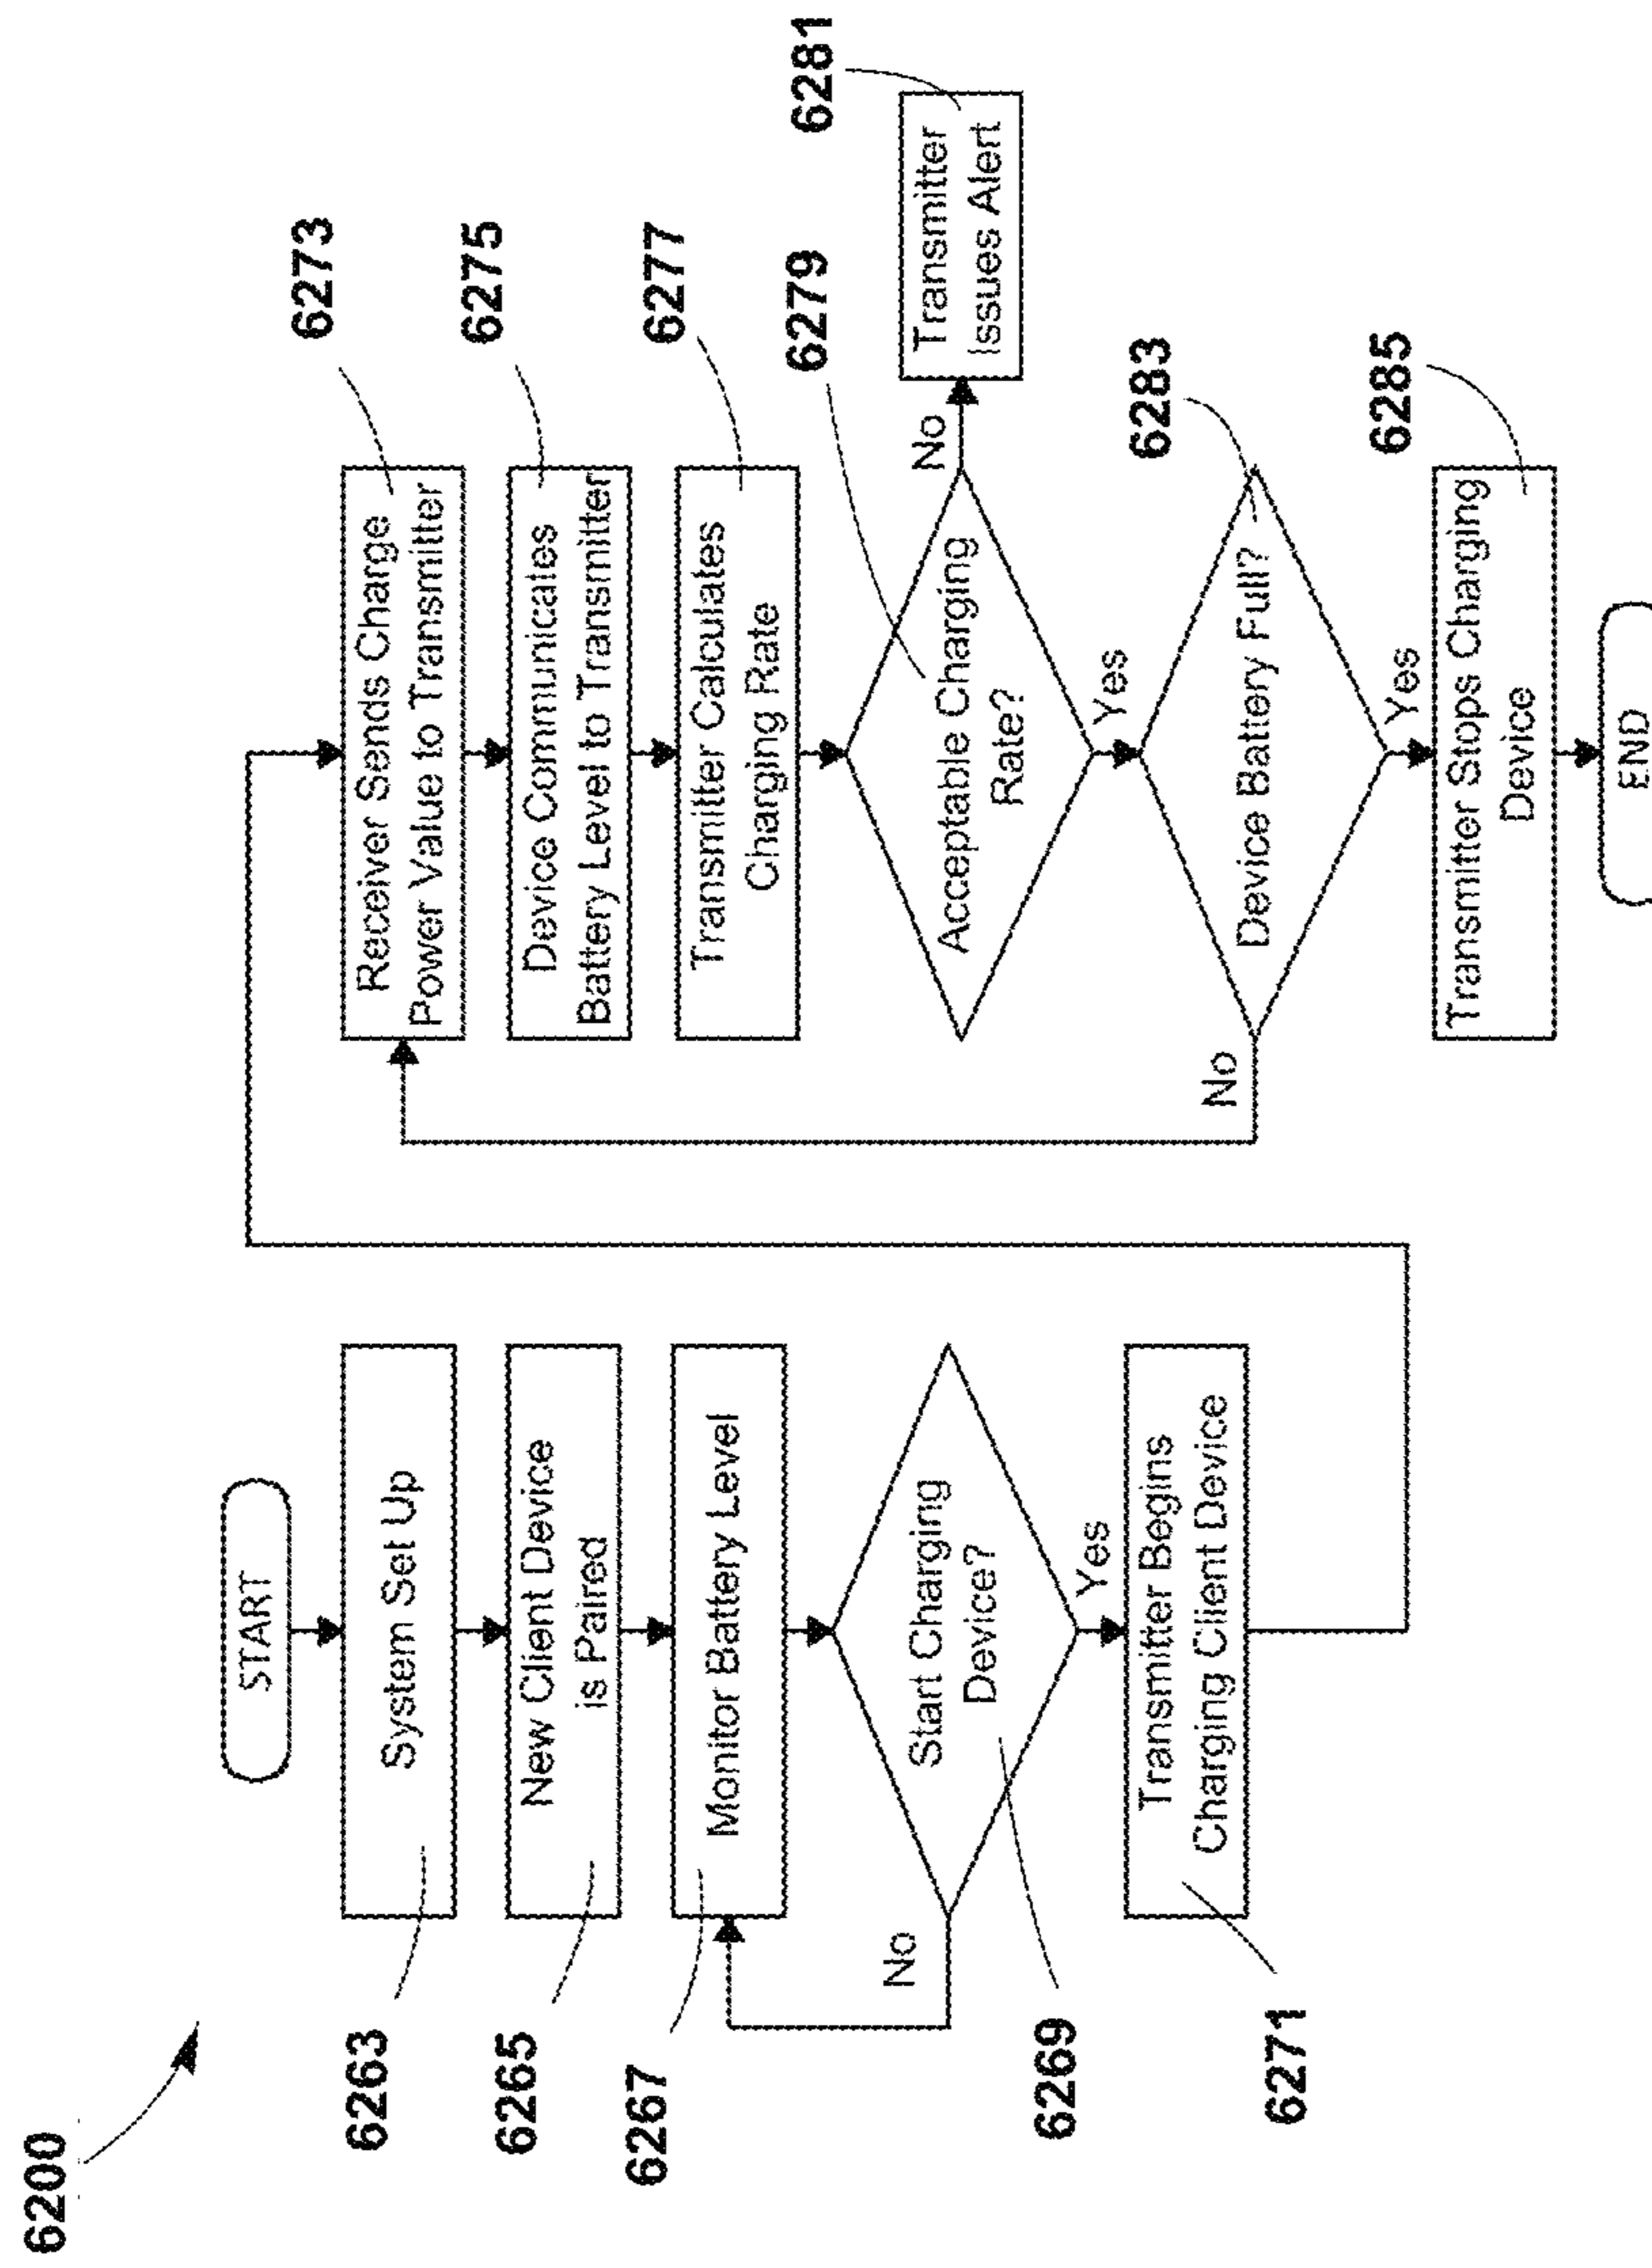 6200
START
System Set Up
6263
New Client Device
is Paired
6265
Monitor Battery Level
6267
Start Charging
Device?
6269
No
Yes
Transmitter Begins
Charging Client Device
6271
Receiver Sends Charge
Power Value to Transmitter
6273
Device Communicates
Battery Level to Transmitter
6275
Transmitter Calculates
Charging Rate
6277
Acceptable Charging
Rate?
6279
No
Transmitter
Issues Alert
6281
Yes
Device Battery Full?
6283
No
Yes
Transmitter Stops Charging
Device
6285
END